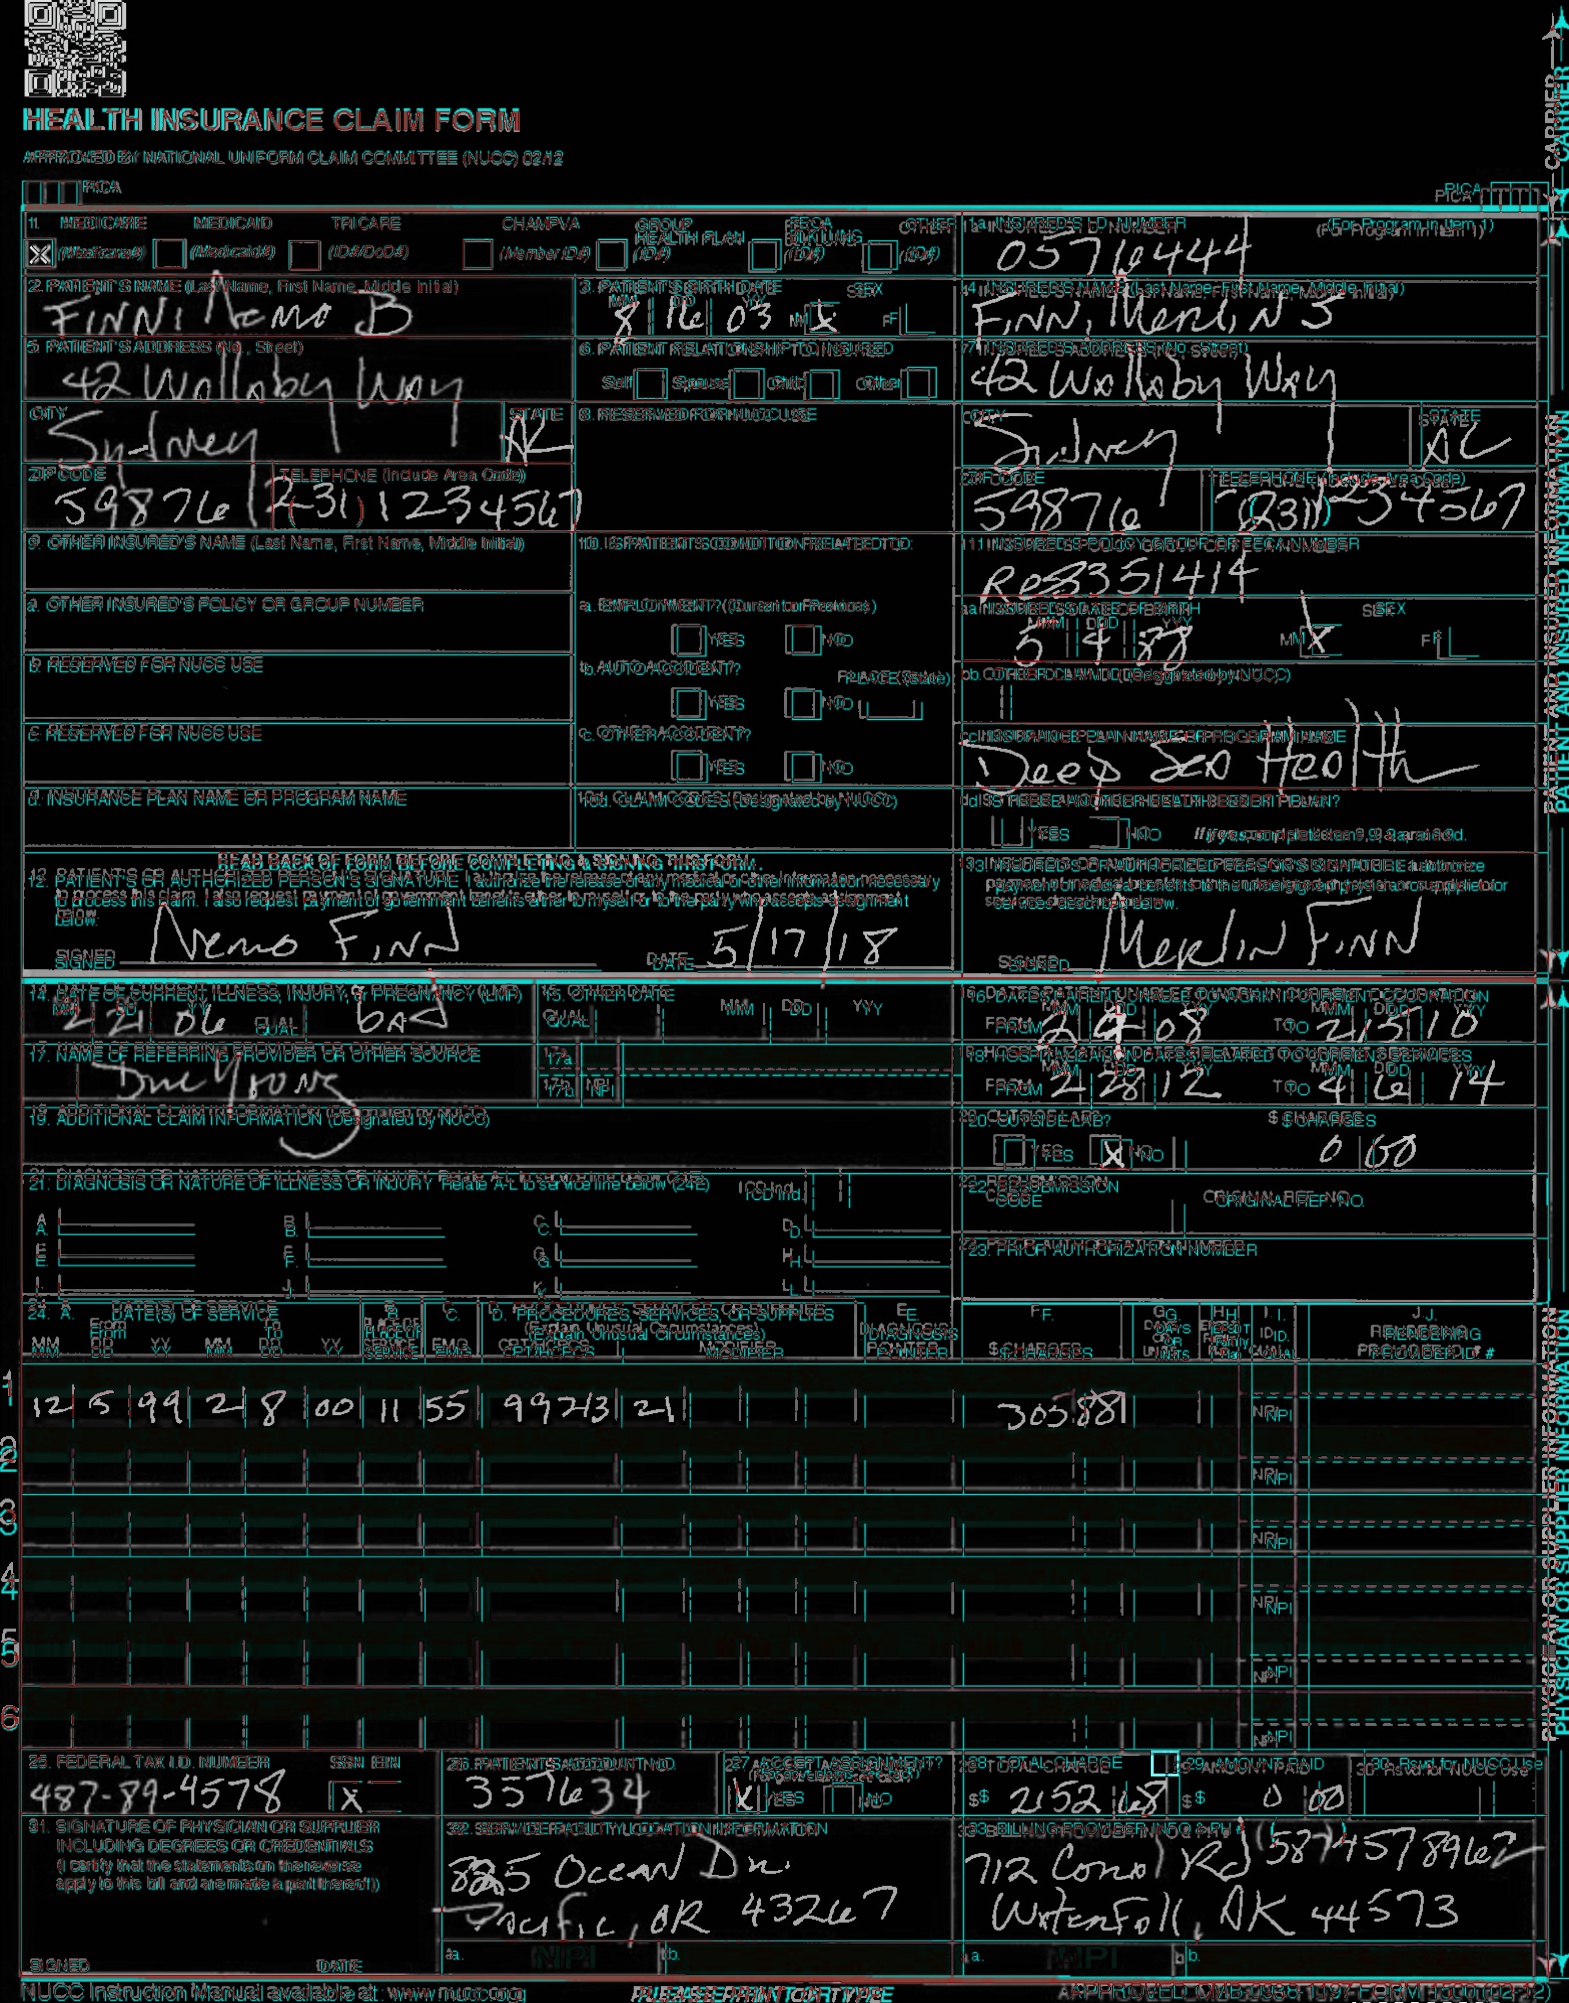 HEALTH INSURANCE CLAIM FORM
APPROVED BY NATIONAL UNIFORM CLAIM COMMITTEE (NUCC) 02/12
PICA
PICA
CARRIER
1. MEDICARE MEDICAID TRICARE CHAMPVA GROUP HEALTH PLAN FECA BLK LUNG OTHER
X (Medicare#) (Medicaid#) (ID#/DoD#) (Member ID#) (ID#) (ID#) (ID#)
1a. INSURED'S I.D. NUMBER (For Program in Item 1)
05716444
2. PATIENT'S NAME (Last Name, First Name, Middle Initial)
FINN, Nemo B
3. PATIENT'S BIRTH DATE SEX
MM DD YY
8 16 03 M X F
4. INSURED'S NAME (Last Name, First Name, Middle Initial)
FINN, Merlin S
5. PATIENT'S ADDRESS (No., Street)
42 Wallaby Way
6. PATIENT RELATIONSHIP TO INSURED
Self Spouse Child Other
7. INSURED'S ADDRESS (No., Street)
42 Wallaby Way
CITY STATE
Sydney
8. RESERVED FOR NUCC USE
CITY STATE
Sydney
ZIP CODE TELEPHONE (Include Area Code)
59876 (231) 1234567
ZIP CODE TELEPHONE (Include Area Code)
59876 (231) 1234567
9. OTHER INSURED'S NAME (Last Name, First Name, Middle Initial)
10. IS PATIENT'S CONDITION RELATED TO:
11. INSURED'S POLICY GROUP OR FECA NUMBER
a. OTHER INSURED'S POLICY OR GROUP NUMBER
a. EMPLOYMENT? (Current or Previous)
YES NO
a. INSURED'S DATE OF BIRTH SEX
MM DD YY
5 4 88 M X F
b. RESERVED FOR NUCC USE
b. AUTO ACCIDENT? PLACE (State)
YES NO
b. OTHER CLAIM ID (Designated by NUCC)
c. RESERVED FOR NUCC USE
c. OTHER ACCIDENT?
YES NO
c. INSURANCE PLAN NAME OR PROGRAM NAME
Deep Sea Health
d. INSURANCE PLAN NAME OR PROGRAM NAME
10d. CLAIM CODES (Designated by NUCC)
d. IS THERE ANOTHER HEALTH BENEFIT PLAN?
YES NO If yes, complete items 9, 9a, and 9d.
PATIENT AND INSURED INFORMATION
READ BACK OF FORM BEFORE COMPLETING & SIGNING THIS FORM.
12. PATIENT'S OR AUTHORIZED PERSON'S SIGNATURE I authorize the release of any medical or other information necessary
to process this claim. I also request payment of government benefits either to myself or to the party who accepts assignment
below.
SIGNED Nemo Finn DATE 5/17/18
13. INSURED'S OR AUTHORIZED PERSON'S SIGNATURE I authorize
payment of medical benefits to the undersigned physician or supplier for
services described below.
SIGNED Merlin Finn
14. DATE OF CURRENT ILLNESS, INJURY, or PREGNANCY (LMP)
MM DD YY
2 21 06 QUAL. bad
15. OTHER DATE
QUAL. MM DD YY
16. DATES PATIENT UNABLE TO WORK IN CURRENT OCCUPATION
MM DD YY MM DD YY
FROM 2 08 TO 2 15 10
17. NAME OF REFERRING PROVIDER OR OTHER SOURCE
Young
17a.
17b. NPI
18. HOSPITALIZATION DATES RELATED TO CURRENT SERVICES
MM DD YY MM DD YY
FROM 2 28 12 TO 4 6 14
19. ADDITIONAL CLAIM INFORMATION (Designated by NUCC)
20. OUTSIDE LAB? $ CHARGES
YES X NO 0 00
21. DIAGNOSIS OR NATURE OF ILLNESS OR INJURY Relate A-L to service line below (24E) ICD Ind.
A. B. C. D.
E. F. G. H.
I. J. K. L.
22. RESUBMISSION CODE ORIGINAL REF. NO.
23. PRIOR AUTHORIZATION NUMBER
24. A. DATE(S) OF SERVICE B. C. D. PROCEDURES, SERVICES, OR SUPPLIES E. F. G. H. I. J.
From To PLACE OF SERVICE EMG (Explain Unusual Circumstances) DIAGNOSIS POINTER $ CHARGES DAYS OR UNITS ID. QUAL. RENDERING PROVIDER ID. #
MM DD YY MM DD YY CPT/HCPCS MODIFIER
1 12 5 99 2 8 00 11 55 99213 21 305 88 NPI
2 NPI
3 NPI
4 NPI
5 NPI
6 NPI
PHYSICIAN OR SUPPLIER INFORMATION
25. FEDERAL TAX I.D. NUMBER SSN EIN
487-89-4578 X
26. PATIENT'S ACCOUNT NO.
357634
27. ACCEPT ASSIGNMENT?
X YES NO
28. TOTAL CHARGE
$ 2152 68
29. AMOUNT PAID
$ 0 00
30. Rsvd for NUCC Use
31. SIGNATURE OF PHYSICIAN OR SUPPLIER
INCLUDING DEGREES OR CREDENTIALS
(I certify that the statements on the reverse
apply to this bill and are made a part thereof.)
SIGNED DATE
32. SERVICE FACILITY LOCATION INFORMATION
Ocean Dr.
Pacific, OR 43267
a. NPI b.
33. BILLING PROVIDER INFO & PH #
712 Coral Rd (587) 4578962
Waterfall, AK 44573
a. NPI b.
NUCC Instruction Manual available at: www.nucc.org
PLEASE PRINT OR TYPE